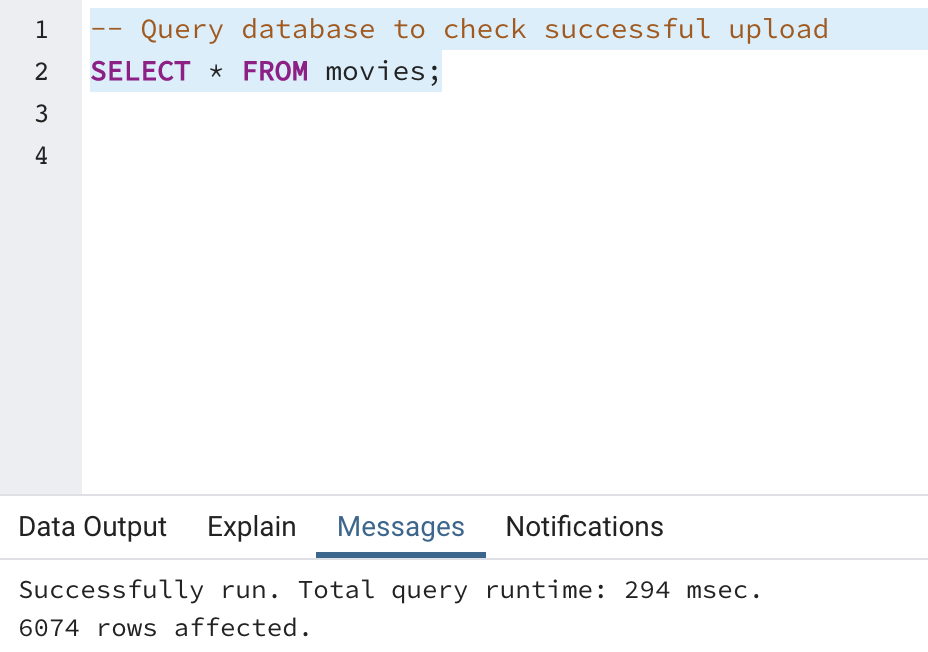 1 -- Query database to check successful upload
2 SELECT * FROM movies;
3
4
Data Output Explain Messages Notifications
Successfully run. Total query runtime: 294 msec.
6074 rows affected.